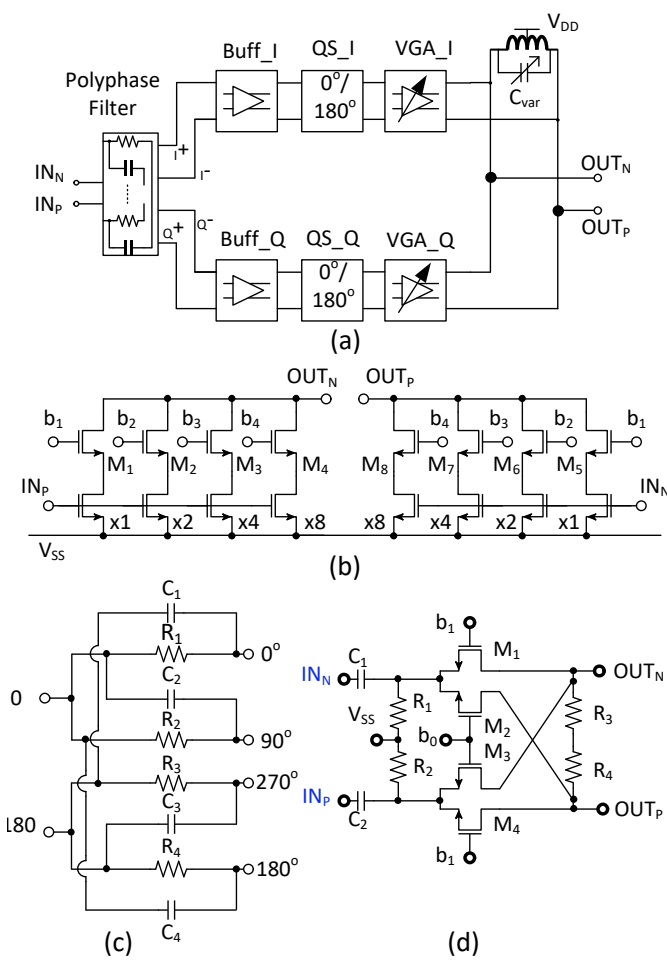 V_DD
Buff_I
QS_I
VGA_I
Polyphase
Filter
0°/
180°
C_var
I+
I-
IN_N
IN_P
OUT_N
OUT_P
Q+
Q-
Buff_Q
QS_Q
VGA_Q
0°/
180°
(a)
OUT_N OUT_P
b₁ b₂ b₃ b₄ b₄ b₃ b₂ b₁
M₁ M₂ M₃ M₄ M₈ M₇ M₆ M₅
IN_P IN_N
x1 x2 x4 x8 x8 x4 x2 x1
V_SS
(b)
C₁
R₁
0°
C₂
0
R₂
90°
R₃
270°
C₃
180
R₄
180°
C₄
(c)
b₁
M₁
IN_N
C₁
OUT_N
R₁
M₂
R₃
V_SS
b₀
M₃
R₂
R₄
IN_P
C₂
M₄
OUT_P
b₁
(d)